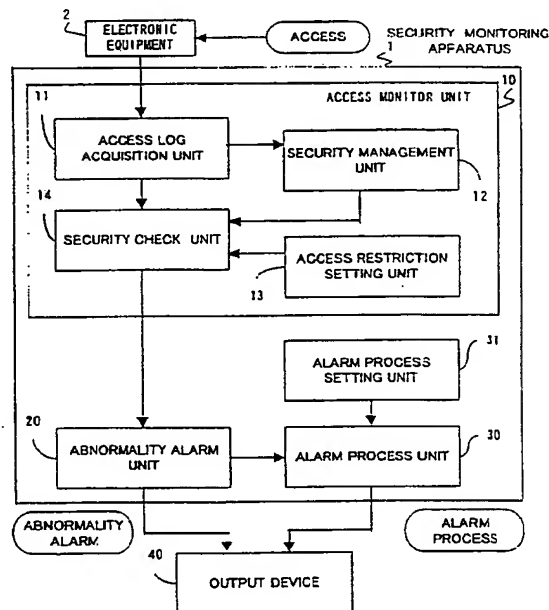 2
ELECTRONIC
EQUIPMENT
ACCESS
SECURITY MONITORING
APPARATUS
1
10
ACCESS MONITOR UNIT
11
ACCESS LOG
ACQUISITION UNIT
SECURITY MANAGEMENT
UNIT
12
14
SECURITY CHECK UNIT
ACCESS RESTRICTION
SETTING UNIT
13
31
ALARM PROCESS
SETTING UNIT
20
ABNORMALITY ALARM
UNIT
ALARM PROCESS UNIT
30
ABNORMALITY
ALARM
ALARM
PROCESS
40
OUTPUT DEVICE